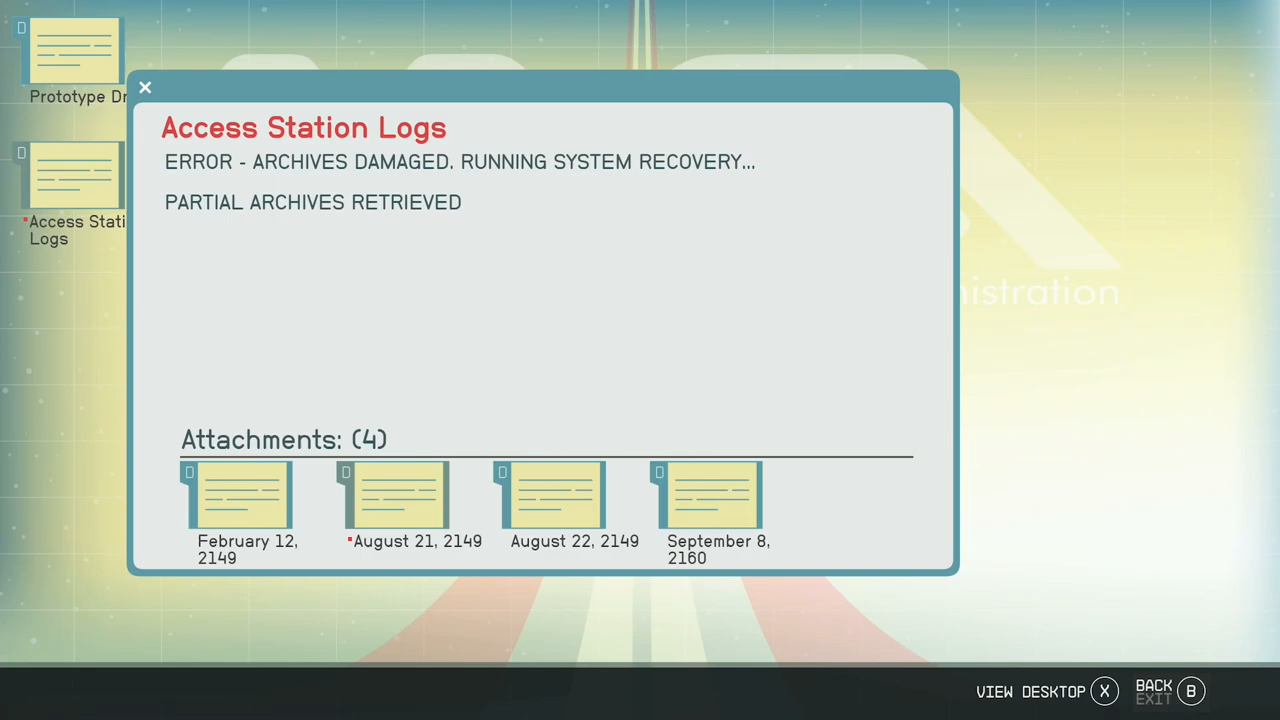 Prototype Dr
Access Stati
Logs
Access Station Logs
ERROR - ARCHIVES DAMAGED. RUNNING SYSTEM RECOVERY...
PARTIAL ARCHIVES RETRIEVED
nistration
Attachments: (4)
February 12,
2149
August 21, 2149
August 22, 2149
September 8,
2160
VIEW DESKTOP X
BACK B
EXIT